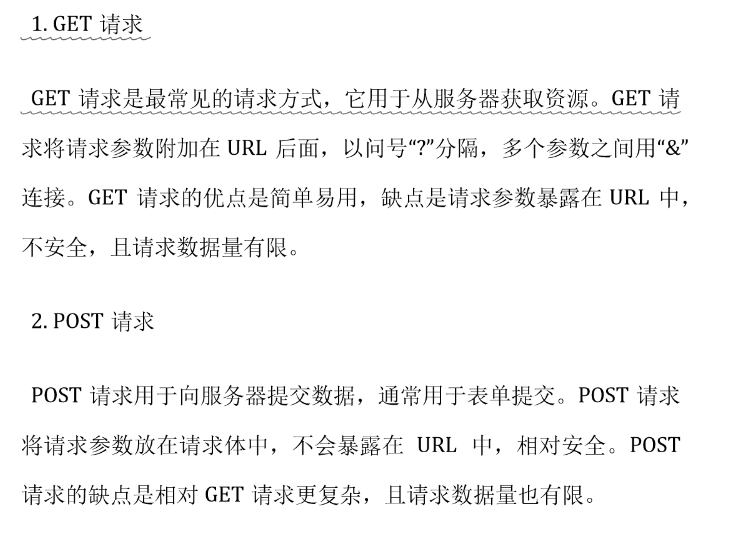 1. GET 请求
GET 请求是最常见的请求方式，它用于从服务器获取资源。GET 请
求将请求参数附加在 URL 后面，以问号“?”分隔，多个参数之间用“&”
连接。GET 请求的优点是简单易用，缺点是请求参数暴露在 URL 中，
不安全，且请求数据量有限。
2. POST 请求
POST 请求用于向服务器提交数据，通常用于表单提交。POST 请求
将请求参数放在请求体中，不会暴露在 URL 中，相对安全。POST
请求的缺点是相对 GET 请求更复杂，且请求数据量也有限。